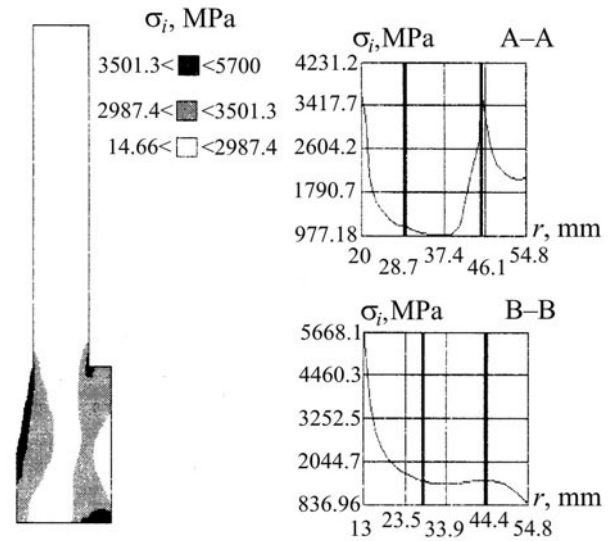 σi, MPa
3501.3< <5700
2987.4< <3501.3
14.66< <2987.4
σi, MPa A–A
4231.2
3417.7
2604.2
1790.7
977.18
r, mm
20 37.4 54.8
28.7 46.1
σi,MPa B–B
5668.1
4460.3
3252.5
2044.7
836.96
r, mm
23.5 44.4
13 33.9 54.8